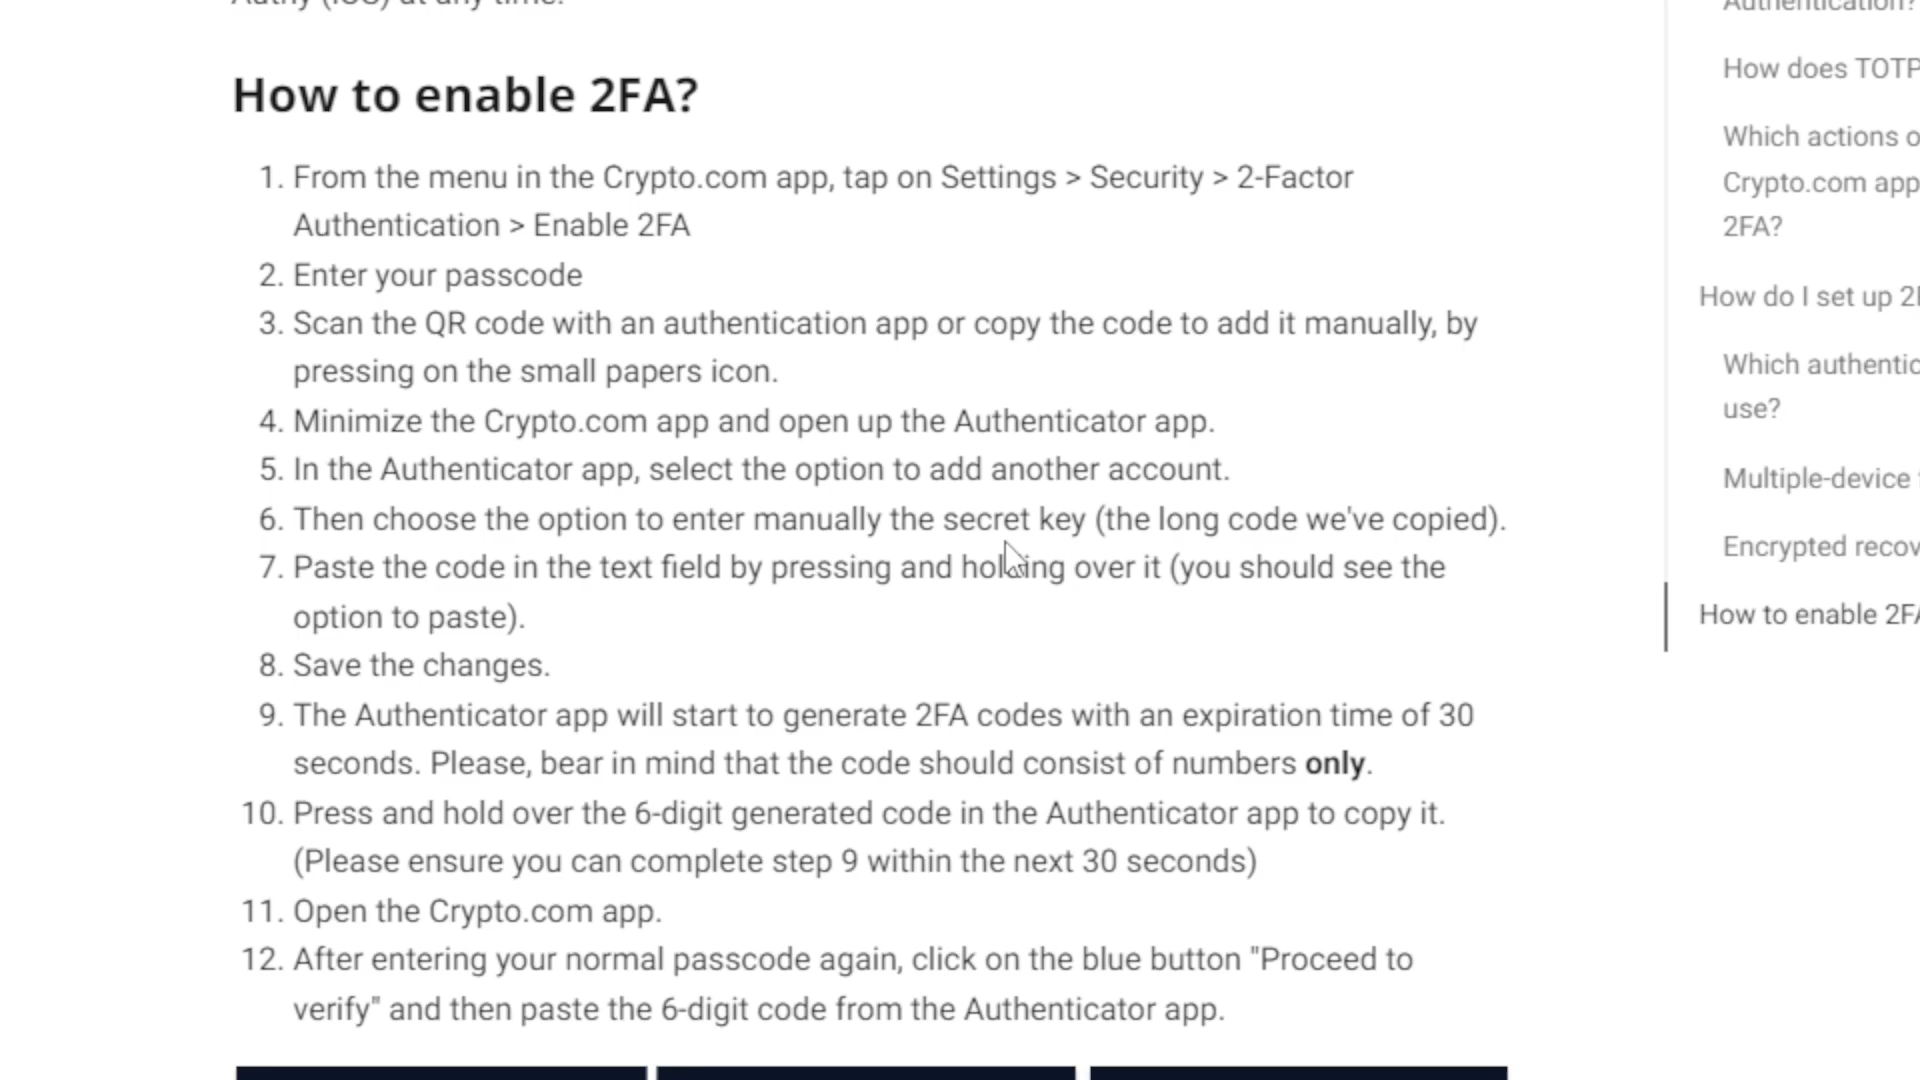 How to enable 2FA?
1. From the menu in the Crypto.com app, tap on Settings > Security > 2-Factor
Authentication > Enable 2FA
2. Enter your passcode
3. Scan the QR code with an authentication app or copy the code to add it manually, by
pressing on the small papers icon.
4. Minimize the Crypto.com app and open up the Authenticator app.
5. In the Authenticator app, select the option to add another account.
6. Then choose the option to enter manually the secret key (the long code we've copied).
7. Paste the code in the text field by pressing and holding over it (you should see the
option to paste).
8. Save the changes.
9. The Authenticator app will start to generate 2FA codes with an expiration time of 30
seconds. Please, bear in mind that the code should consist of numbers only.
10. Press and hold over the 6-digit generated code in the Authenticator app to copy it.
(Please ensure you can complete step 9 within the next 30 seconds)
11. Open the Crypto.com app.
12. After entering your normal passcode again, click on the blue button "Proceed to
verify" and then paste the 6-digit code from the Authenticator app.
Authentication?
How does TOTP
Which actions o
Crypto.com app
2FA?
How do I set up 2F
Which authentic
use?
Multiple-device
Encrypted recov
How to enable 2FA